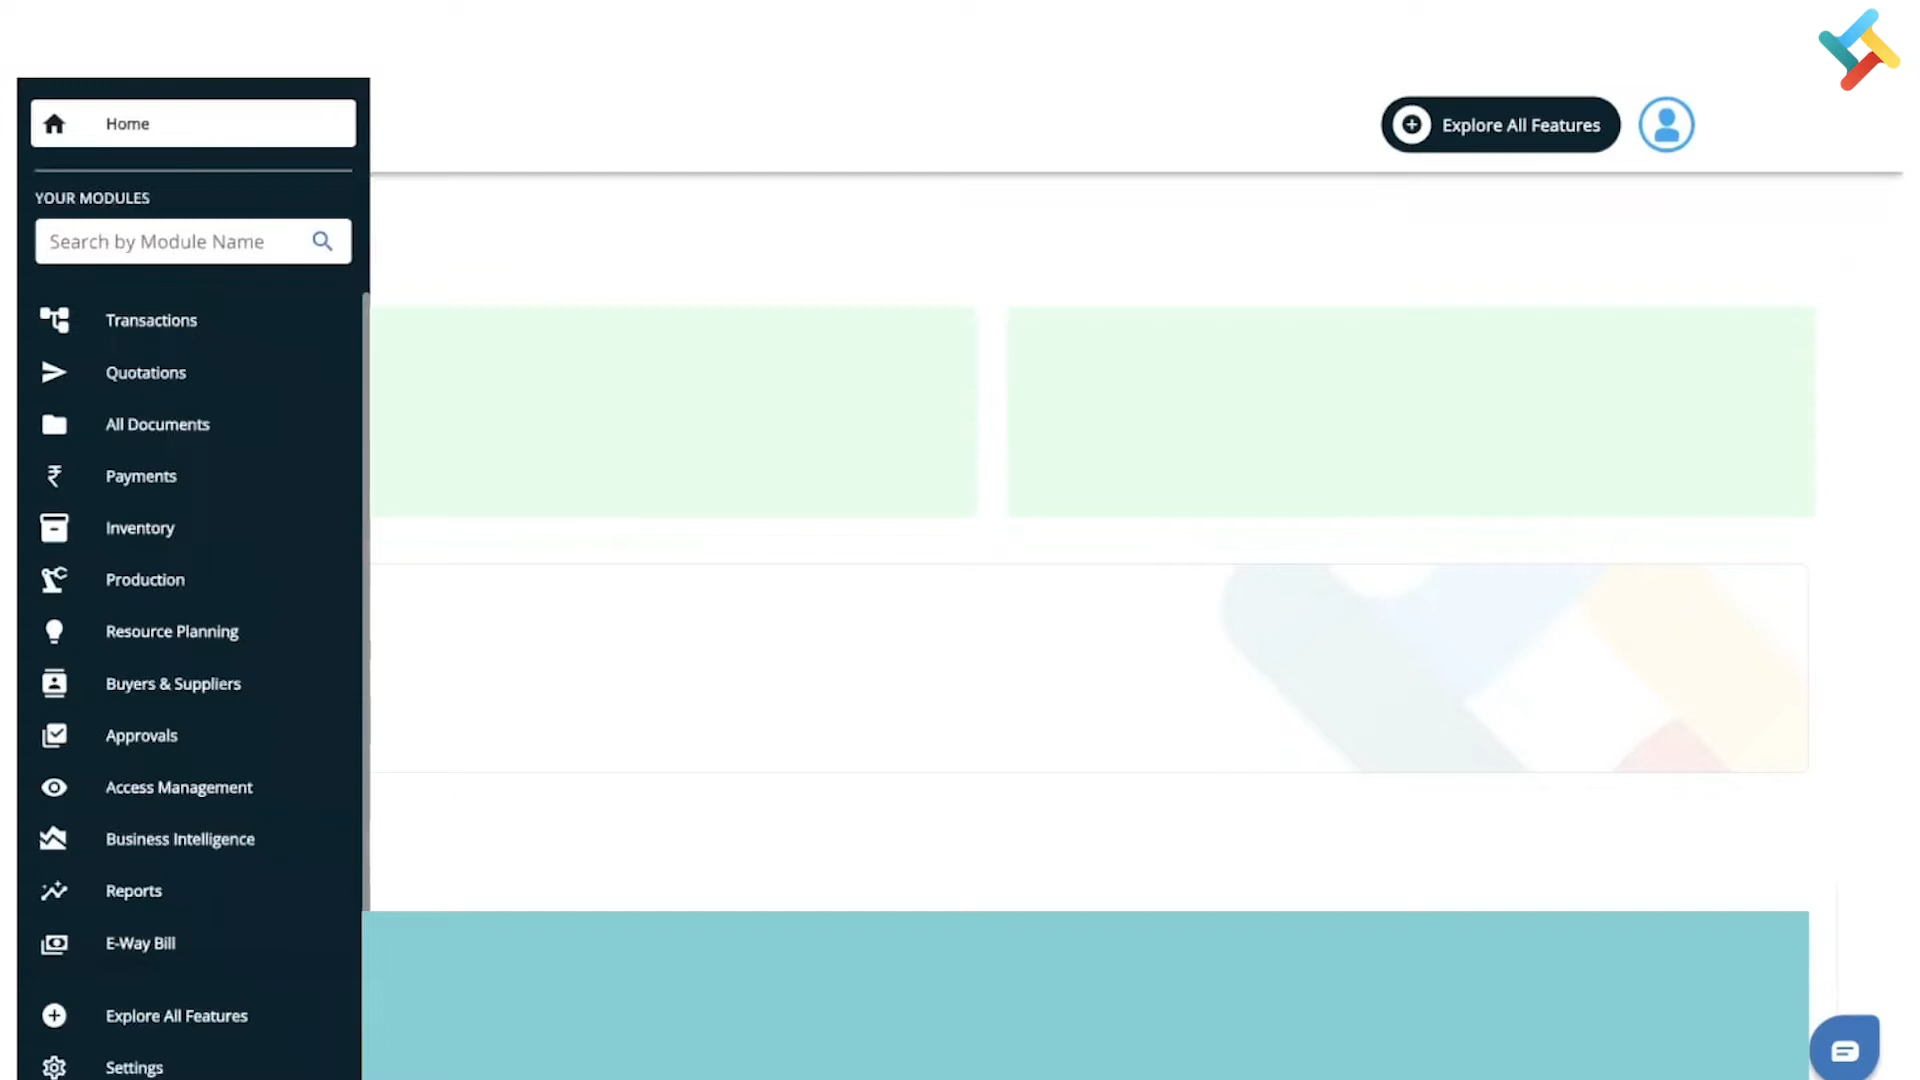 Home
Explore All Features
YOUR MODULES
Search by Module Name
Transactions
Quotations
All Documents
Payments
Inventory
Production
Resource Planning
Buyers & Suppliers
Approvals
Access Management
Business Intelligence
Reports
E-Way Bill
Explore All Features
Settings